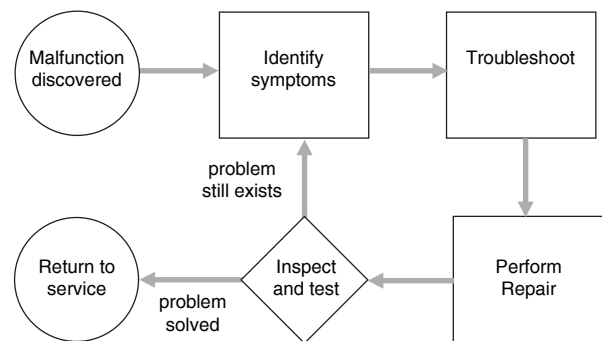 Malfunction
discovered
Identify
symptoms
Troubleshoot
problem
still exists
Return to
service
problem
solved
Inspect
and test
Perform
Repair